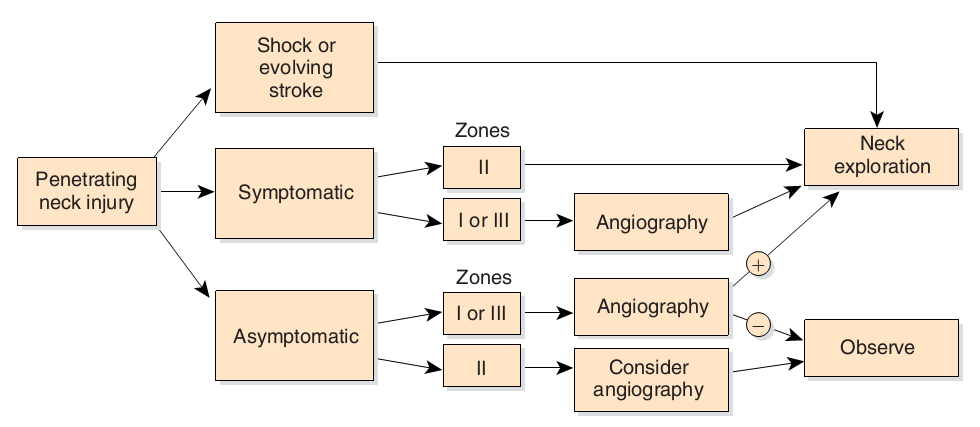 Shock or
evolving
stroke
Penetrating
neck injury
Symptomatic
Zones
II
I or III
Angiography
Neck
exploration
Asymptomatic
Zones
I or III
II
Angiography
Consider
angiography
+
−
Observe